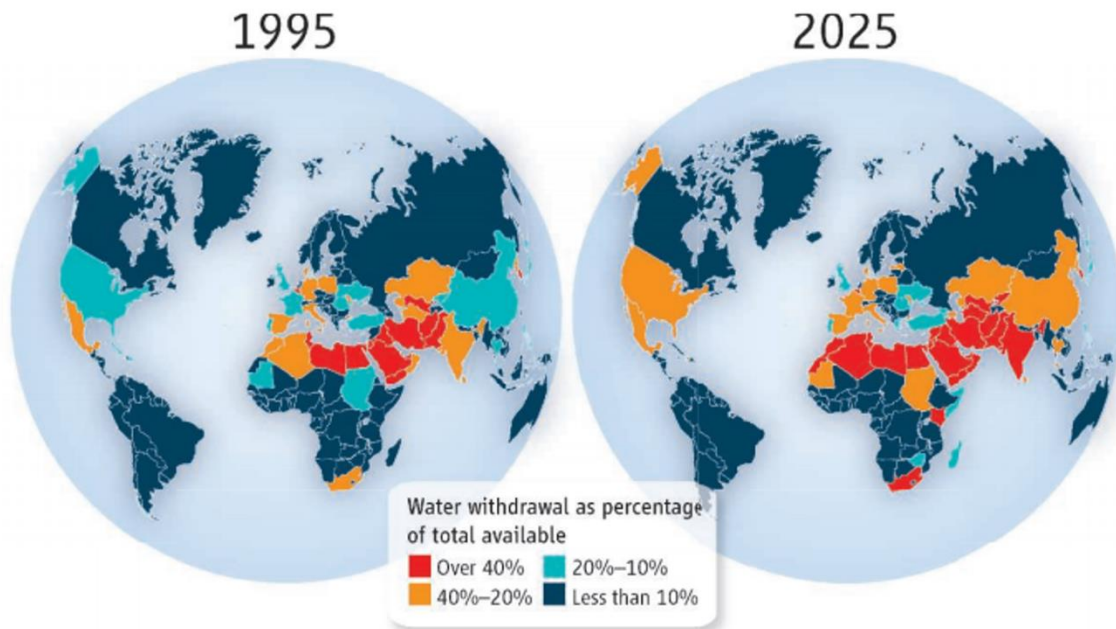 1995
2025
Water withdrawal as percentage
of total available
Over 40%
20%–10%
40%–20%
Less than 10%